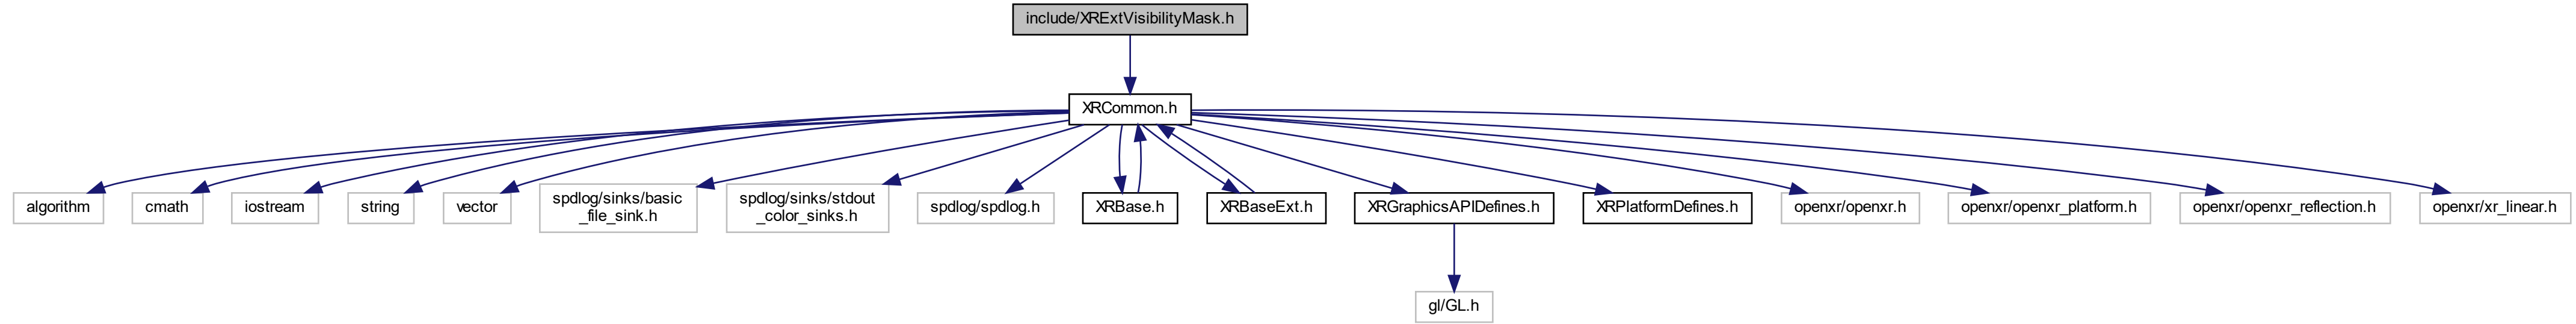 include/XRExtVisibilityMask.h
XRCommon.h
algorithm
cmath
iostream
string
vector
spdlog/sinks/basic
_file_sink.h
spdlog/sinks/stdout
_color_sinks.h
spdlog/spdlog.h
XRBase.h
XRBaseExt.h
XRGraphicsAPIDefines.h
XRPlatformDefines.h
openxr/openxr.h
openxr/openxr_platform.h
openxr/openxr_reflection.h
openxr/xr_linear.h
gl/GL.h